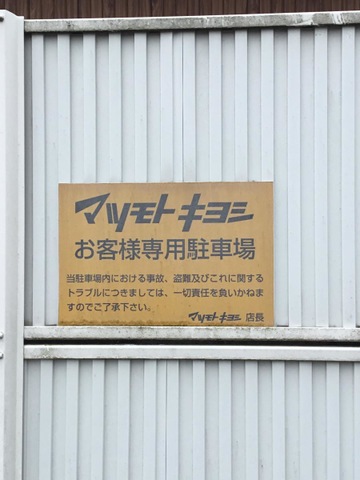 マツモトキヨシ
お客様専用駐車場
当駐車場内における事故、盗難及びこれに関する
トラブルにつきましては、一切責任を負いかねま
すのでご了承下さい。
マツモトキヨシ 店長